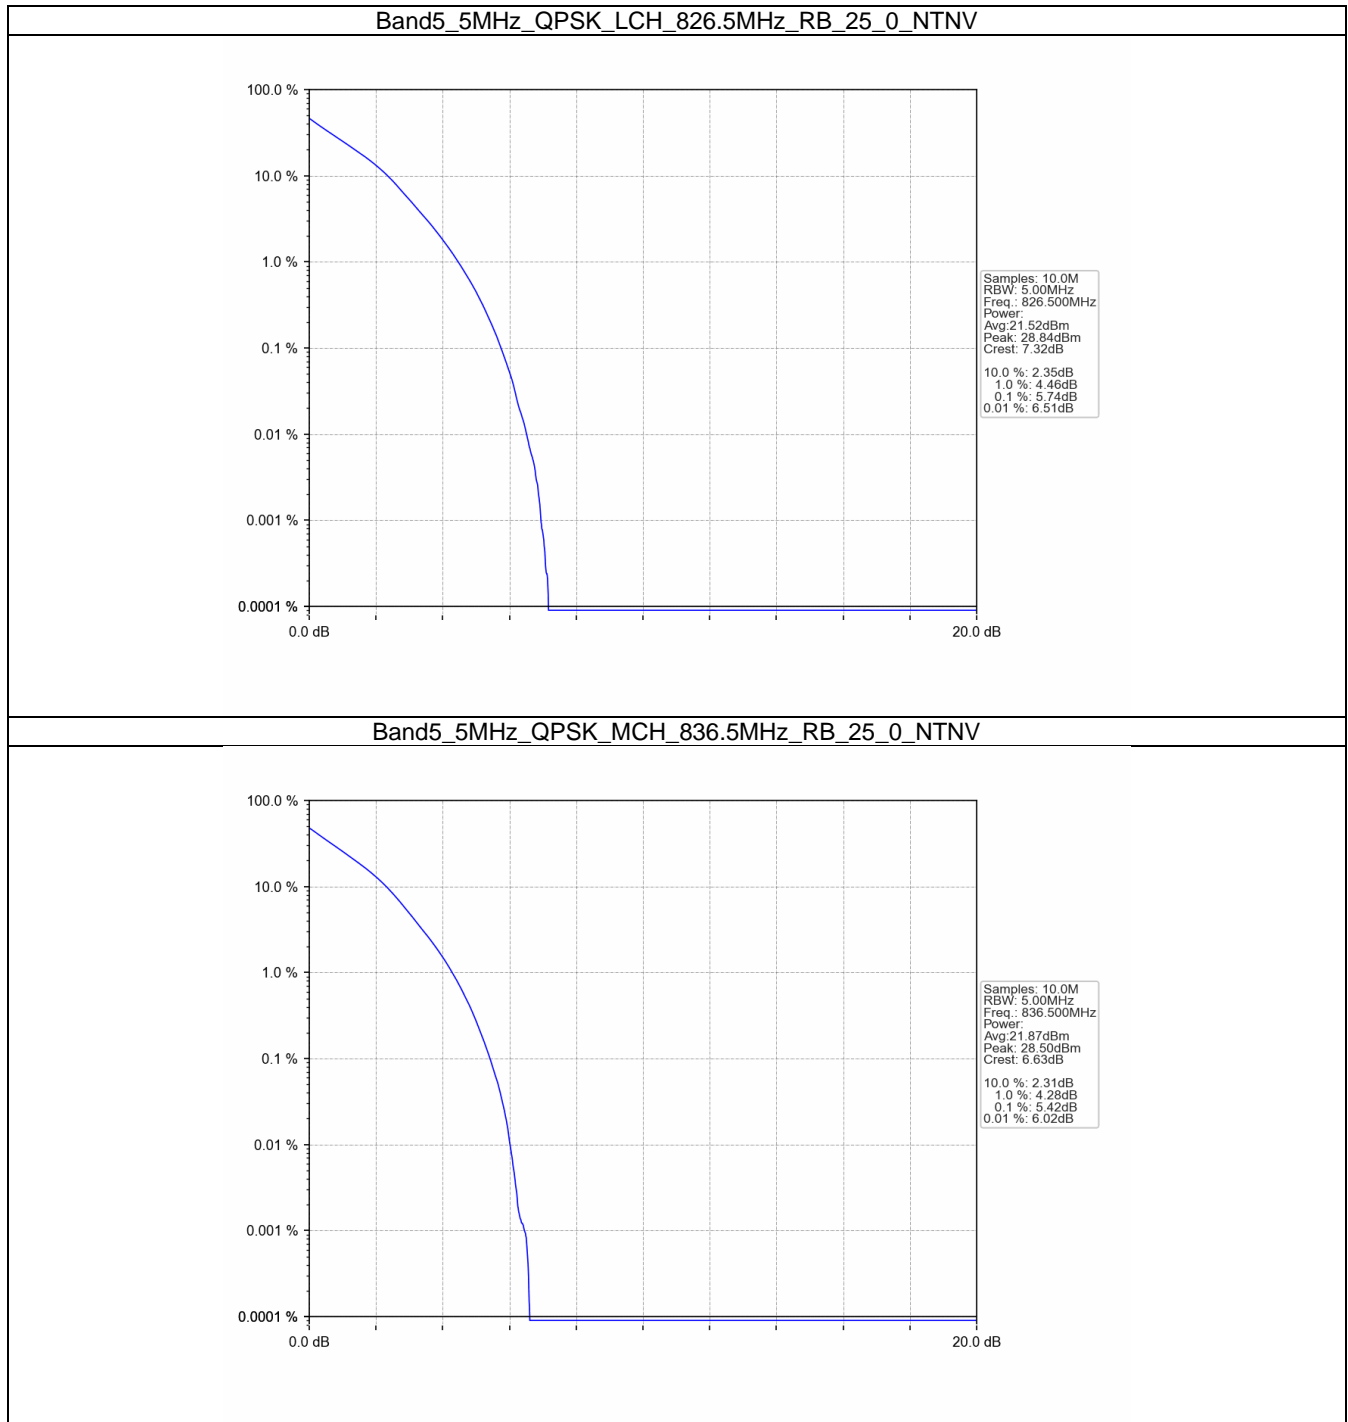 Band5_5MHz_QPSK_LCH_826.5MHz_RB_25_0_NTNV
100.0 %
10.0 %
1.0 %
0.1 %
0.01 %
0.001 %
0.0001 %
0.0 dB
20.0 dB
Samples: 10.0M
RBW: 5.00MHz
Freq.: 826.500MHz
Power:
Avg:21.52dBm
Peak: 28.84dBm
Crest: 7.32dB
10.0 %: 2.35dB
1.0 %: 4.46dB
0.1 %: 5.74dB
0.01 %: 6.51dB
Band5_5MHz_QPSK_MCH_836.5MHz_RB_25_0_NTNV
100.0 %
10.0 %
1.0 %
0.1 %
0.01 %
0.001 %
0.0001 %
0.0 dB
20.0 dB
Samples: 10.0M
RBW: 5.00MHz
Freq.: 836.500MHz
Power:
Avg:21.87dBm
Peak: 28.50dBm
Crest: 6.63dB
10.0 %: 2.31dB
1.0 %: 4.28dB
0.1 %: 5.42dB
0.01 %: 6.02dB